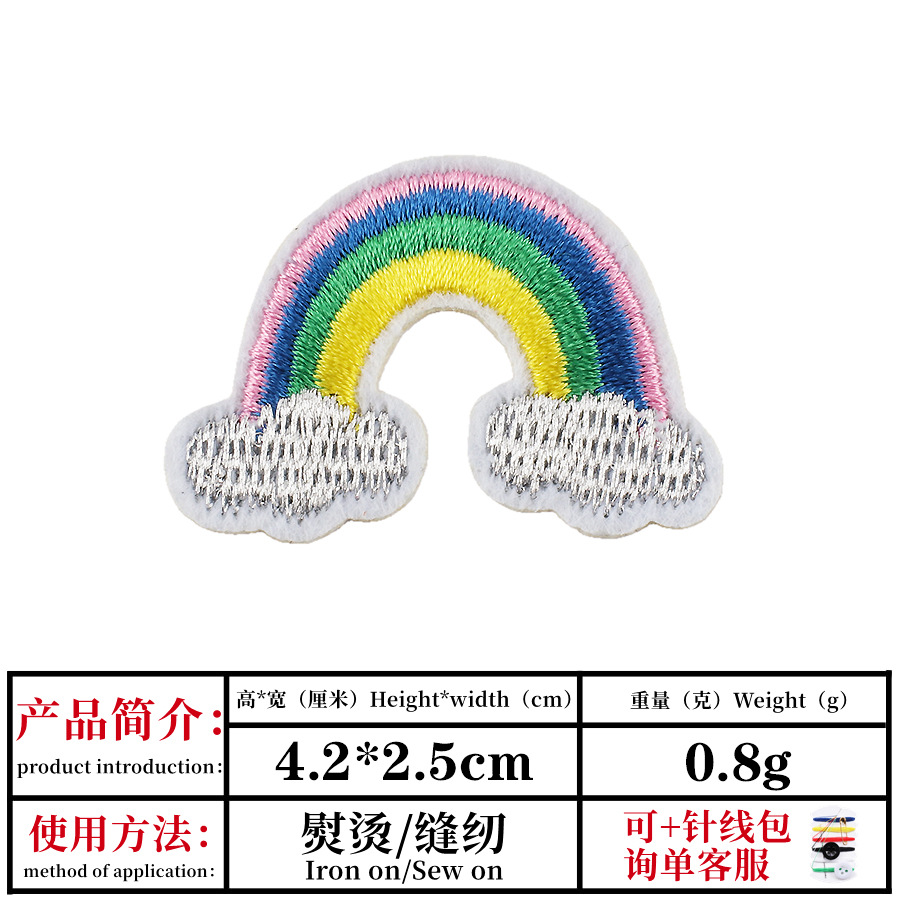 产品简介：
product introduction：
高*宽（厘米）Height*width（cm）
重量（克）Weight（g）
4.2*2.5cm
0.8g
使用方法：
method of application：
熨烫/缝纫
Iron on/Sew on
可+针线包
询单客服